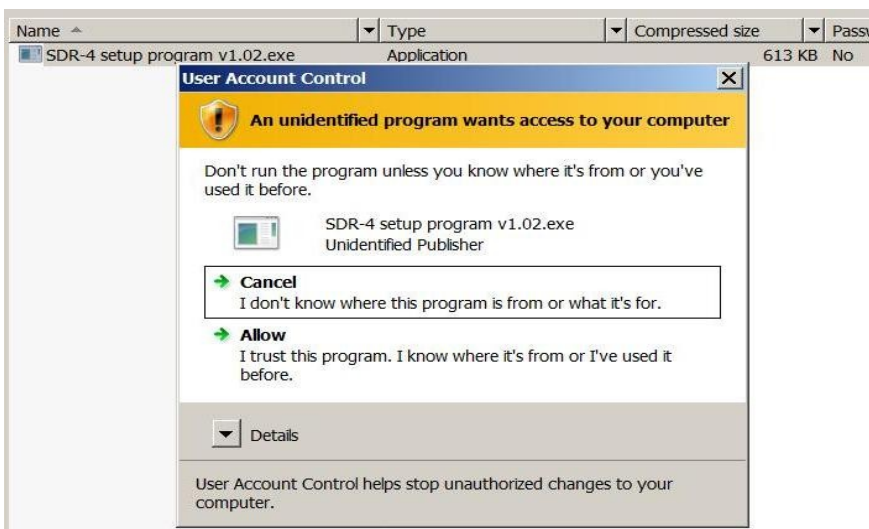 Name Type Compressed size
SDR-4 setup program v1.02.exe Application 613 KB No
User Account Control
An unidentified program wants access to your computer
Don't run the program unless you know where it's from or you've
used it before.
SDR-4 setup program v1.02.exe
Unidentified Publisher
Cancel
I don't know where this program is from or what it's for.
Allow
I trust this program. I know where it's from or I've used it
before.
Details
User Account Control helps stop unauthorized changes to your
computer.